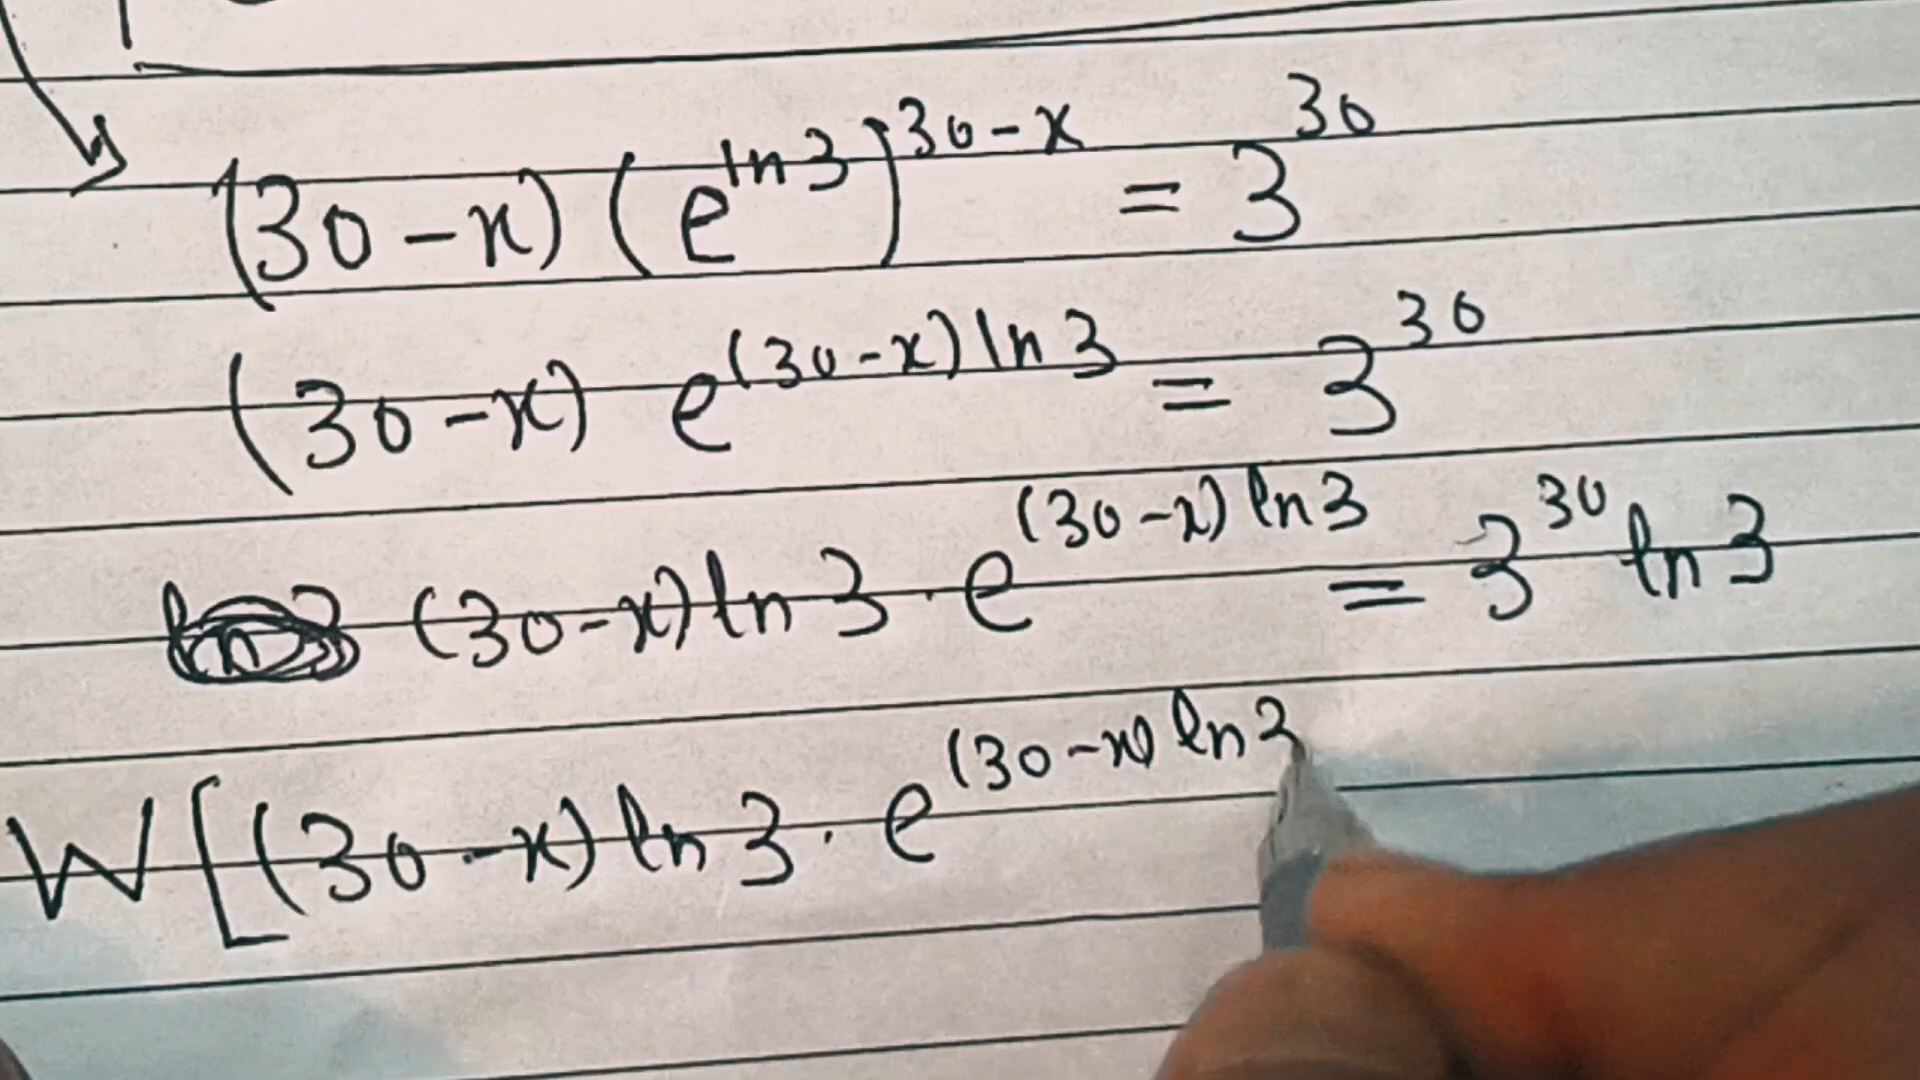 (30-x)(e^{ln3})^{30-x} = 3^{30}
(30-x) e^{(30-x) ln3} = 3^{30}
(30-x) ln3 · e^{(30-x) ln3} = 3^{30} ln3
W[(30-x) ln3 · e^{(30-x) ln3